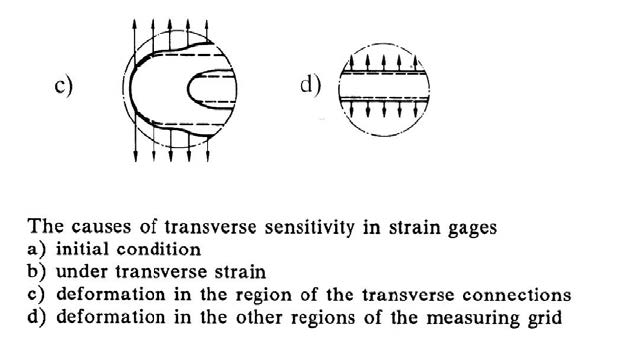 c)
d)
The causes of transverse sensitivity in strain gages
a) initial condition
b) under transverse strain
c) deformation in the region of the transverse connections
d) deformation in the other regions of the measuring grid